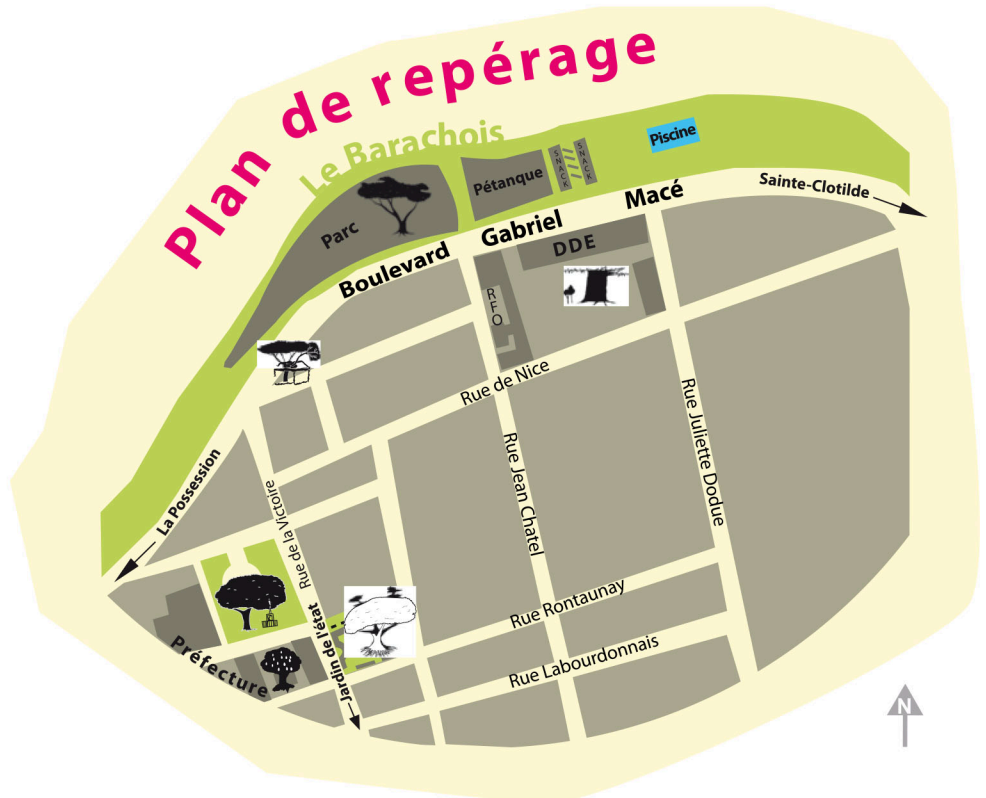 Plan de repérage
Le Barachois
Piscine
SNACK
SNACK
Pétanque
Parc
Sainte-Clotilde
Boulevard Gabriel Macé
DDE
RFO
Rue de Nice
Rue Juliette Dodue
Rue Jean Chatel
La Possession
Rue de la Victoire
Jardin de l'état
Rue Rontaunay
Rue Labourdonnais
Préfecture
N